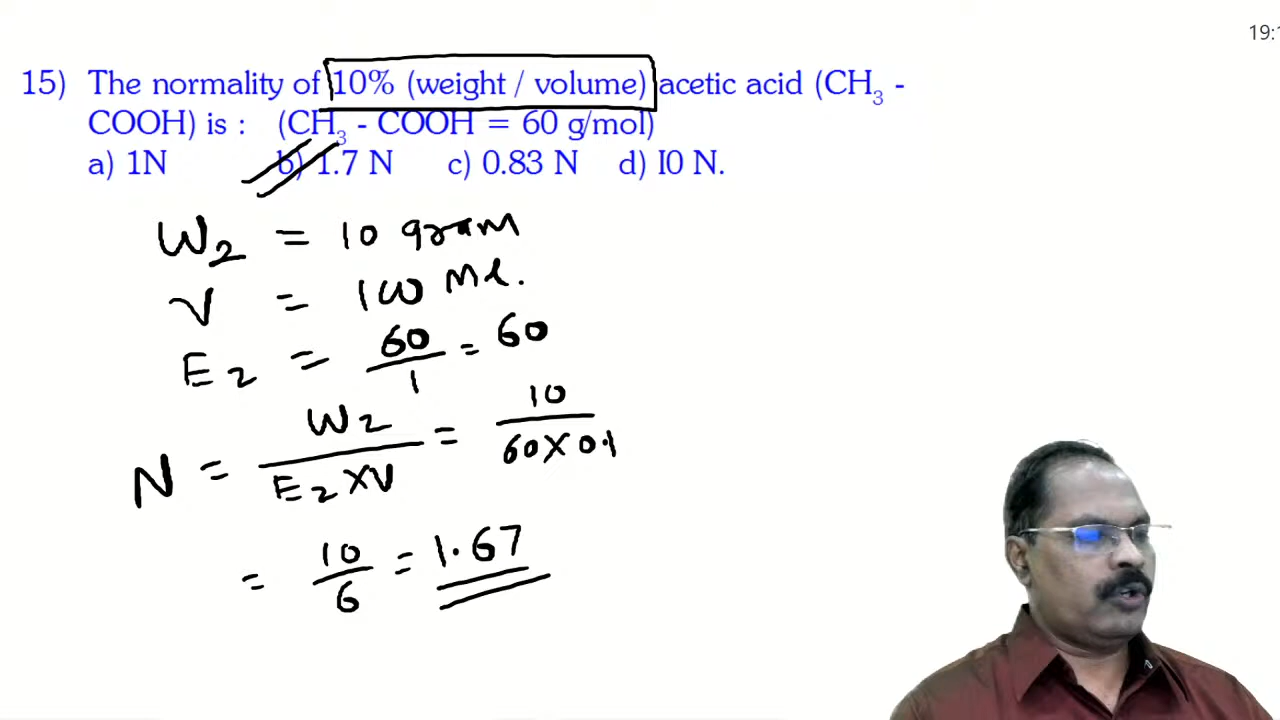 19:1
15) The normality of 10% (weight / volume) acetic acid (CH₃ -
COOH) is : (CH₃ - COOH = 60 g/mol)
a) 1N b) 1.7 N c) 0.83 N d) I0 N.
W₂ = 10 gram
V = 100 Ml.
E₂ = 60/1 = 60
N = W₂/E₂×V = 10/60×0.1
= 10/6 = 1.67